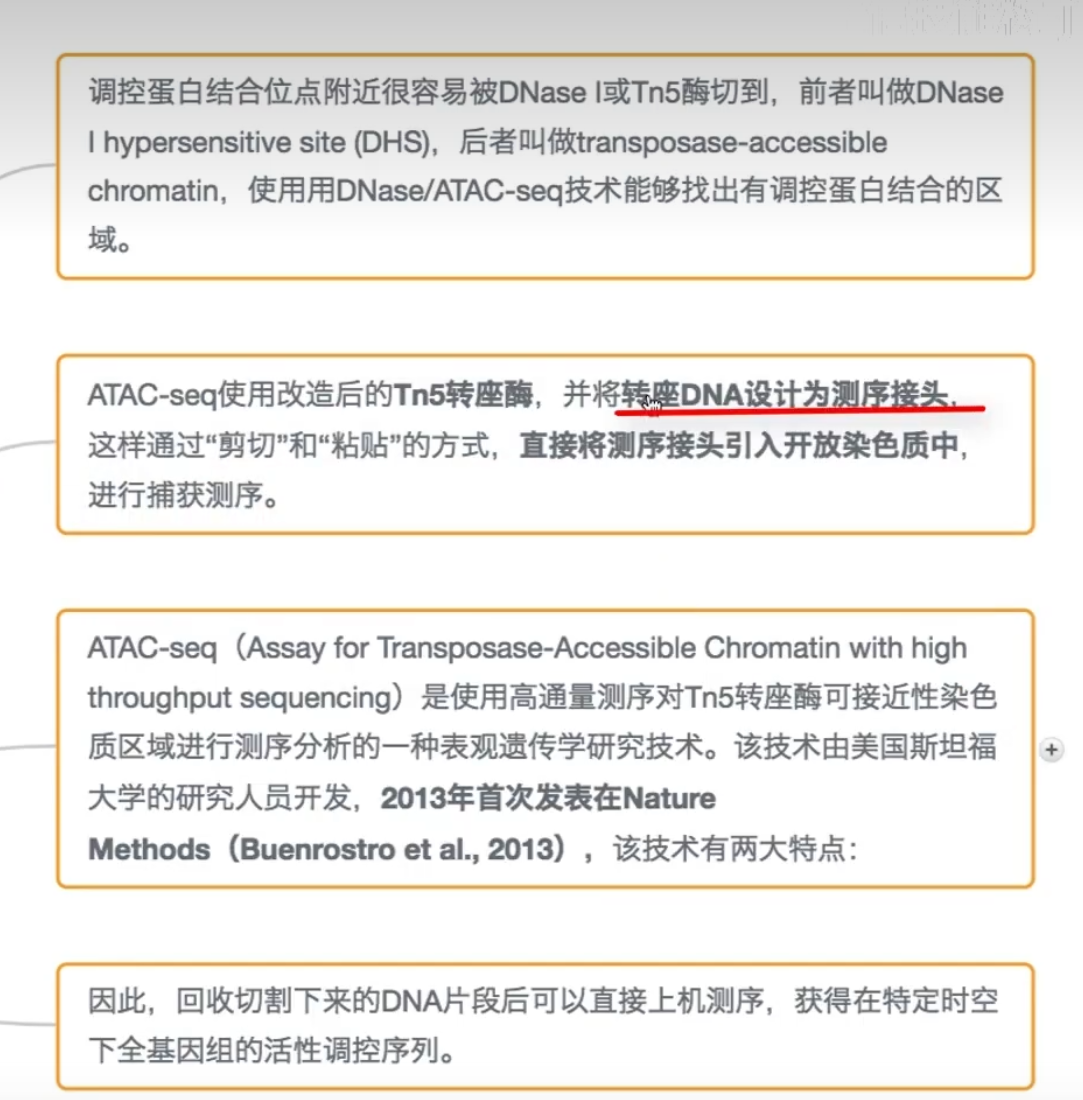 调控蛋白结合位点附近很容易被DNase I或Tn5酶切到，前者叫做DNase
I hypersensitive site (DHS)，后者叫做transposase-accessible
chromatin，使用用DNase/ATAC-seq技术能够找出有调控蛋白结合的区
域。
ATAC-seq使用改造后的Tn5转座酶，并将转座DNA设计为测序接头，
这样通过“剪切”和“粘贴”的方式，直接将测序接头引入开放染色质中，
进行捕获测序。
ATAC-seq（Assay for Transposase-Accessible Chromatin with high
throughput sequencing）是使用高通量测序对Tn5转座酶可接近性染色
质区域进行测序分析的一种表观遗传学研究技术。该技术由美国斯坦福
大学的研究人员开发，2013年首次发表在Nature
Methods（Buenrostro et al., 2013），该技术有两大特点：
因此，回收切割下来的DNA片段后可以直接上机测序，获得在特定时空
下全基因组的活性调控序列。